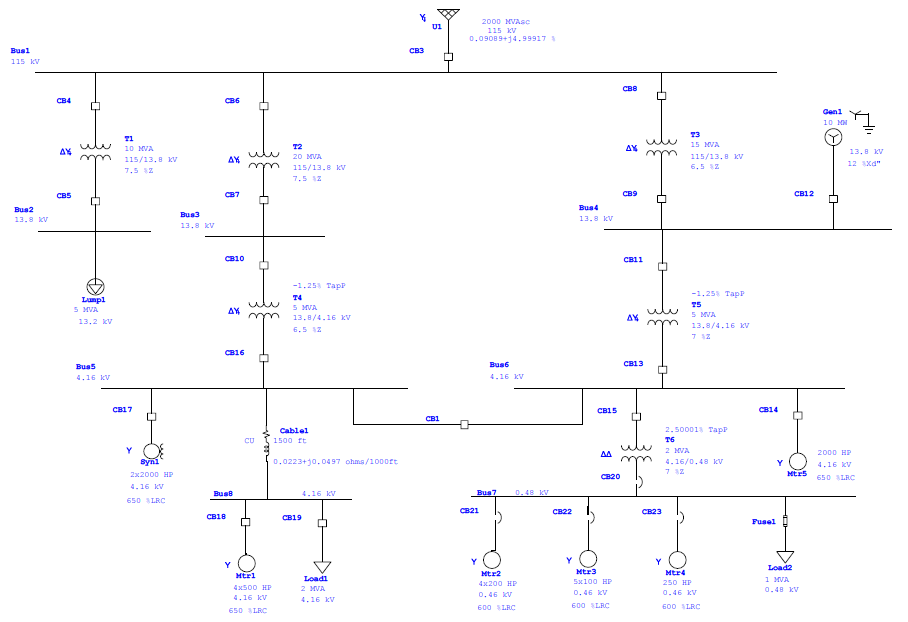 U1
2000 MVAsc
115 kV
0.09089+j4.99917 %
CB3
Bus1
115 kV
CB4
CB6
CB8
T1
10 MVA
115/13.8 kV
7.5 %Z
ΔY
T2
20 MVA
115/13.8 kV
7.5 %Z
ΔY
T3
15 MVA
115/13.8 kV
6.5 %Z
ΔY
Gen1
10 MW
13.8 kV
12 %Xd"
CB5
CB7
CB9
CB12
Bus2
13.8 kV
Bus3
13.8 kV
Bus4
13.8 kV
CB10
CB11
Lump1
5 MVA
13.2 kV
-1.25% TapP
T4
5 MVA
13.8/4.16 kV
6.5 %Z
ΔY
-1.25% TapP
T5
5 MVA
13.8/4.16 kV
7 %Z
ΔY
CB16
CB13
Bus5
4.16 kV
Bus6
4.16 kV
CB17
CB1
CB15
CB14
Cable1
CU
1500 ft
0.0223+j0.0497 ohms/1000ft
Y
Syn1
2x2000 HP
4.16 kV
650 %LRC
2.50001% TapP
T6
2 MVA
4.16/0.48 kV
7 %Z
ΔΔ
CB20
Y
Mtr5
2000 HP
4.16 kV
650 %LRC
Bus8
4.16 kV
Bus7
0.48 kV
CB18
CB19
CB21
CB22
CB23
Fuse1
Y
Mtr1
4x500 HP
4.16 kV
650 %LRC
Load1
2 MVA
4.16 kV
Y
Mtr2
4x200 HP
0.46 kV
600 %LRC
Y
Mtr3
5x100 HP
0.46 kV
600 %LRC
Y
Mtr4
250 HP
0.46 kV
600 %LRC
Load2
1 MVA
0.48 kV